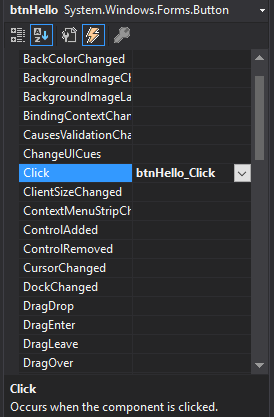 btnHello System.Windows.Forms.Button
BackColorChanged
BackgroundImageCh
BackgroundImageLa
BindingContextChan
CausesValidationCha
ChangeUICues
Click btnHello_Click
ClientSizeChanged
ContextMenuStripCh
ControlAdded
ControlRemoved
CursorChanged
DockChanged
DragDrop
DragEnter
DragLeave
DragOver
Click
Occurs when the component is clicked.